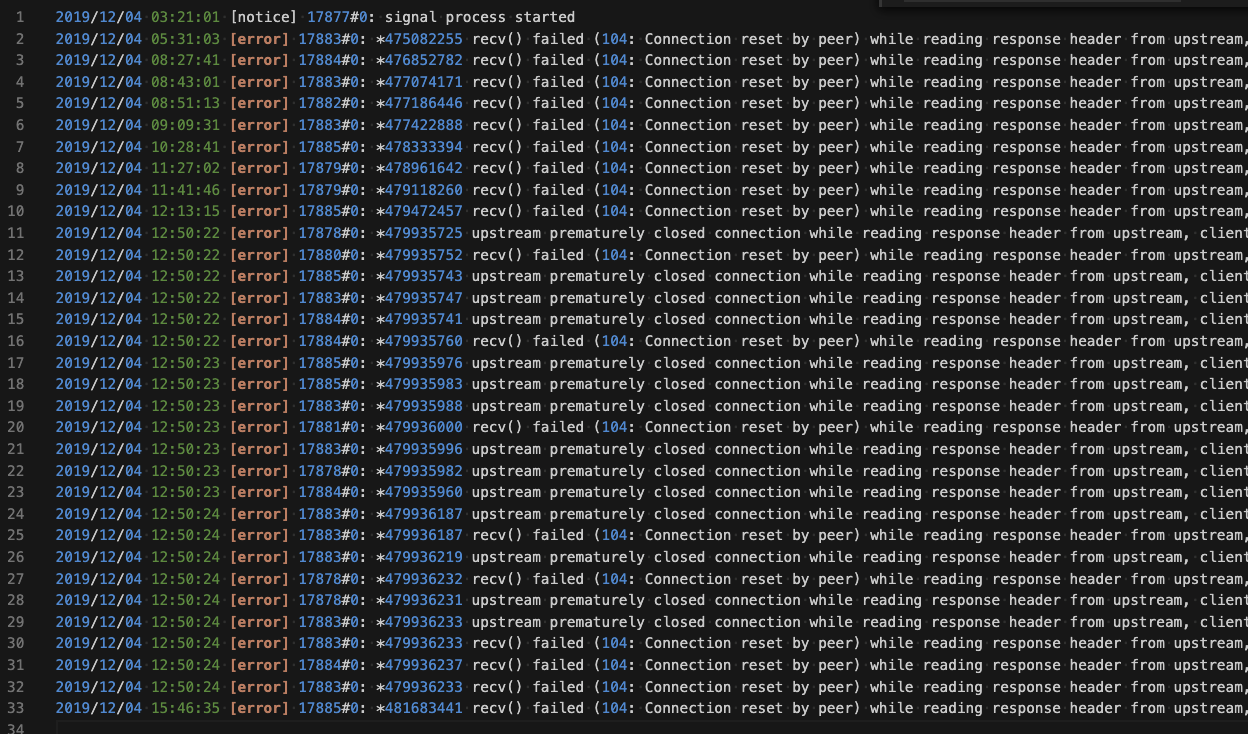 1 2019/12/04 03:21:01 [notice] 17877#0: signal process started
2 2019/12/04 05:31:03 [error] 17883#0: *475082255 recv() failed (104: Connection reset by peer) while reading response header from upstream,
3 2019/12/04 08:27:41 [error] 17884#0: *476852782 recv() failed (104: Connection reset by peer) while reading response header from upstream,
4 2019/12/04 08:43:01 [error] 17883#0: *477074171 recv() failed (104: Connection reset by peer) while reading response header from upstream,
5 2019/12/04 08:51:13 [error] 17882#0: *477186446 recv() failed (104: Connection reset by peer) while reading response header from upstream,
6 2019/12/04 09:09:31 [error] 17883#0: *477422888 recv() failed (104: Connection reset by peer) while reading response header from upstream,
7 2019/12/04 10:28:41 [error] 17885#0: *478333394 recv() failed (104: Connection reset by peer) while reading response header from upstream,
8 2019/12/04 11:27:02 [error] 17879#0: *478961642 recv() failed (104: Connection reset by peer) while reading response header from upstream,
9 2019/12/04 11:41:46 [error] 17879#0: *479118260 recv() failed (104: Connection reset by peer) while reading response header from upstream,
10 2019/12/04 12:13:15 [error] 17885#0: *479472457 recv() failed (104: Connection reset by peer) while reading response header from upstream,
11 2019/12/04 12:50:22 [error] 17878#0: *479935725 upstream prematurely closed connection while reading response header from upstream, client
12 2019/12/04 12:50:22 [error] 17880#0: *479935752 recv() failed (104: Connection reset by peer) while reading response header from upstream,
13 2019/12/04 12:50:22 [error] 17885#0: *479935743 upstream prematurely closed connection while reading response header from upstream, client
14 2019/12/04 12:50:22 [error] 17883#0: *479935747 upstream prematurely closed connection while reading response header from upstream, client
15 2019/12/04 12:50:22 [error] 17884#0: *479935741 upstream prematurely closed connection while reading response header from upstream, client
16 2019/12/04 12:50:22 [error] 17884#0: *479935760 recv() failed (104: Connection reset by peer) while reading response header from upstream,
17 2019/12/04 12:50:23 [error] 17885#0: *479935976 upstream prematurely closed connection while reading response header from upstream, client
18 2019/12/04 12:50:23 [error] 17885#0: *479935983 upstream prematurely closed connection while reading response header from upstream, client
19 2019/12/04 12:50:23 [error] 17883#0: *479935988 upstream prematurely closed connection while reading response header from upstream, client
20 2019/12/04 12:50:23 [error] 17881#0: *479936000 recv() failed (104: Connection reset by peer) while reading response header from upstream,
21 2019/12/04 12:50:23 [error] 17883#0: *479935996 upstream prematurely closed connection while reading response header from upstream, client
22 2019/12/04 12:50:23 [error] 17878#0: *479935982 upstream prematurely closed connection while reading response header from upstream, client
23 2019/12/04 12:50:23 [error] 17884#0: *479935960 upstream prematurely closed connection while reading response header from upstream, client
24 2019/12/04 12:50:24 [error] 17883#0: *479936187 upstream prematurely closed connection while reading response header from upstream, client
25 2019/12/04 12:50:24 [error] 17883#0: *479936187 recv() failed (104: Connection reset by peer) while reading response header from upstream,
26 2019/12/04 12:50:24 [error] 17883#0: *479936219 upstream prematurely closed connection while reading response header from upstream, client
27 2019/12/04 12:50:24 [error] 17878#0: *479936232 recv() failed (104: Connection reset by peer) while reading response header from upstream,
28 2019/12/04 12:50:24 [error] 17878#0: *479936231 upstream prematurely closed connection while reading response header from upstream, client
29 2019/12/04 12:50:24 [error] 17883#0: *479936233 upstream prematurely closed connection while reading response header from upstream, client
30 2019/12/04 12:50:24 [error] 17883#0: *479936233 recv() failed (104: Connection reset by peer) while reading response header from upstream,
31 2019/12/04 12:50:24 [error] 17884#0: *479936237 recv() failed (104: Connection reset by peer) while reading response header from upstream,
32 2019/12/04 12:50:24 [error] 17883#0: *479936233 recv() failed (104: Connection reset by peer) while reading response header from upstream,
33 2019/12/04 15:46:35 [error] 17885#0: *481683441 recv() failed (104: Connection reset by peer) while reading response header from upstream,
34